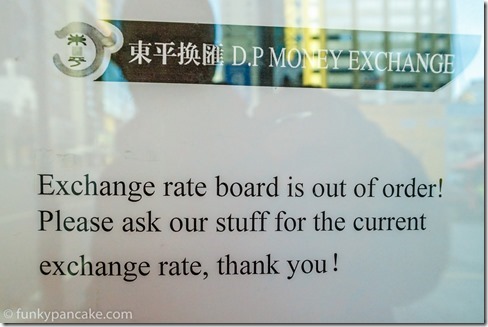 東平換匯 D.P MONEY EXCHANGE
Exchange rate board is out of order!
Please ask our stuff for the current
exchange rate, thank you!
© funkypancake.com